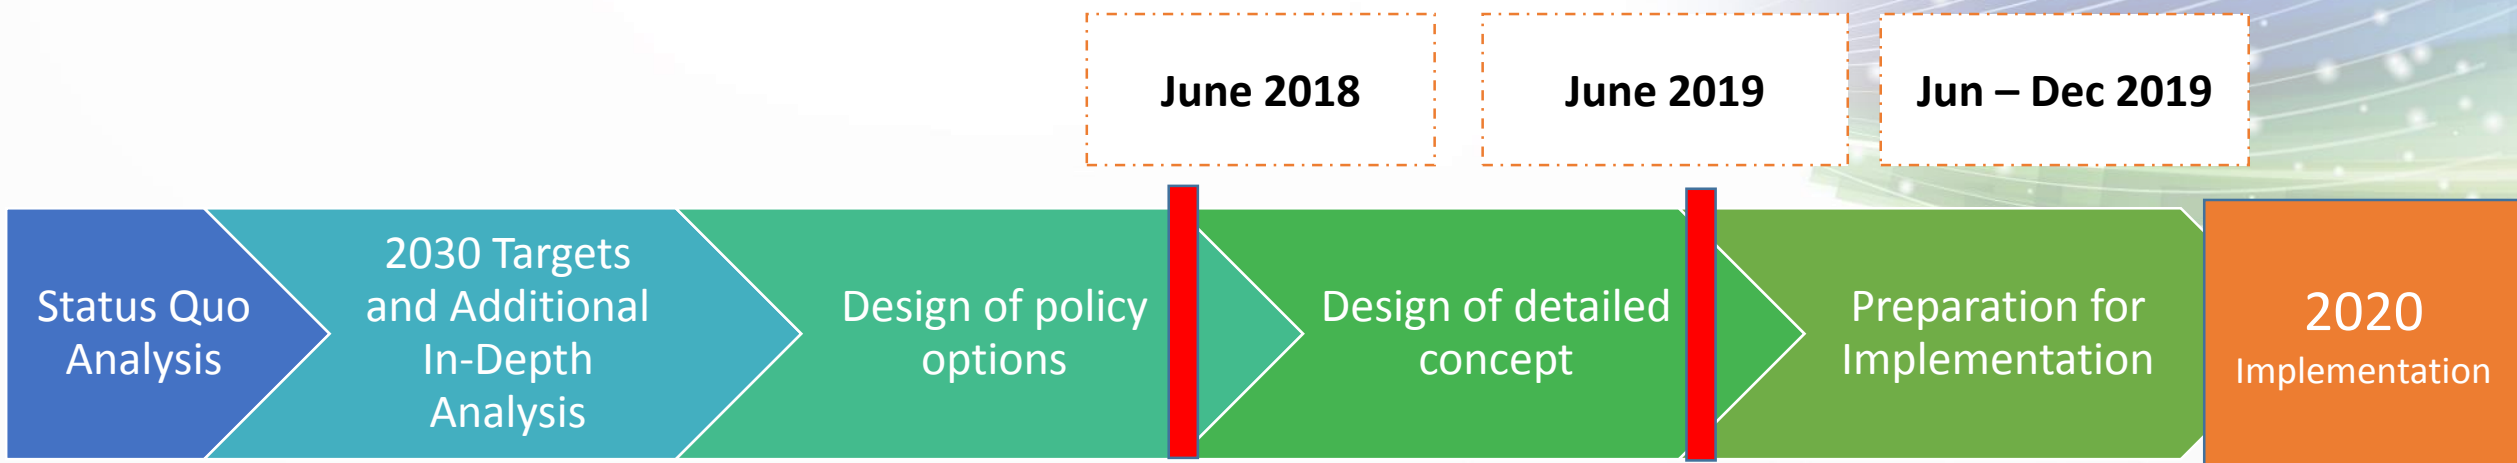 June 2018
June 2019
Jun – Dec 2019
Status Quo
Analysis
2030 Targets
and Additional
In-Depth
Analysis
Design of policy
options
Design of detailed
concept
Preparation for
Implementation
2020
Implementation